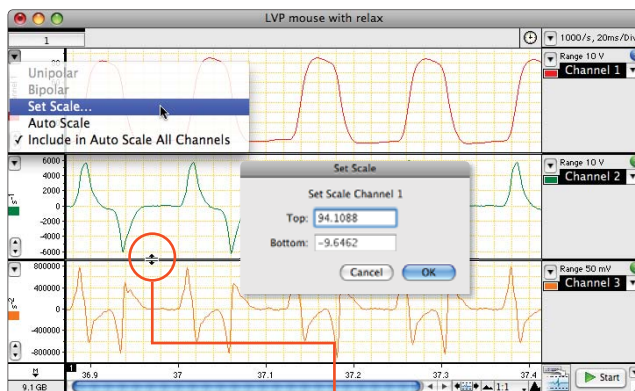 LVP mouse with relax
1
1000/s, 20ms/Div
Range 10 V
Channel 1
Unipolar
Bipolar
Set Scale...
Auto Scale
✓ Include in Auto Scale All Channels
6000
4000
2000
0
-2000
-4000
-6000
Range 10 V
Channel 2
Set Scale
Set Scale Channel 1
Top: 94.1088
Bottom: -9.6462
Cancel
OK
800000
400000
0
-400000
-800000
Range 50 mV
Channel 3
1
36.9
37
37.1
37.2
37.3
37.4
9.1 GB
1:1
Start